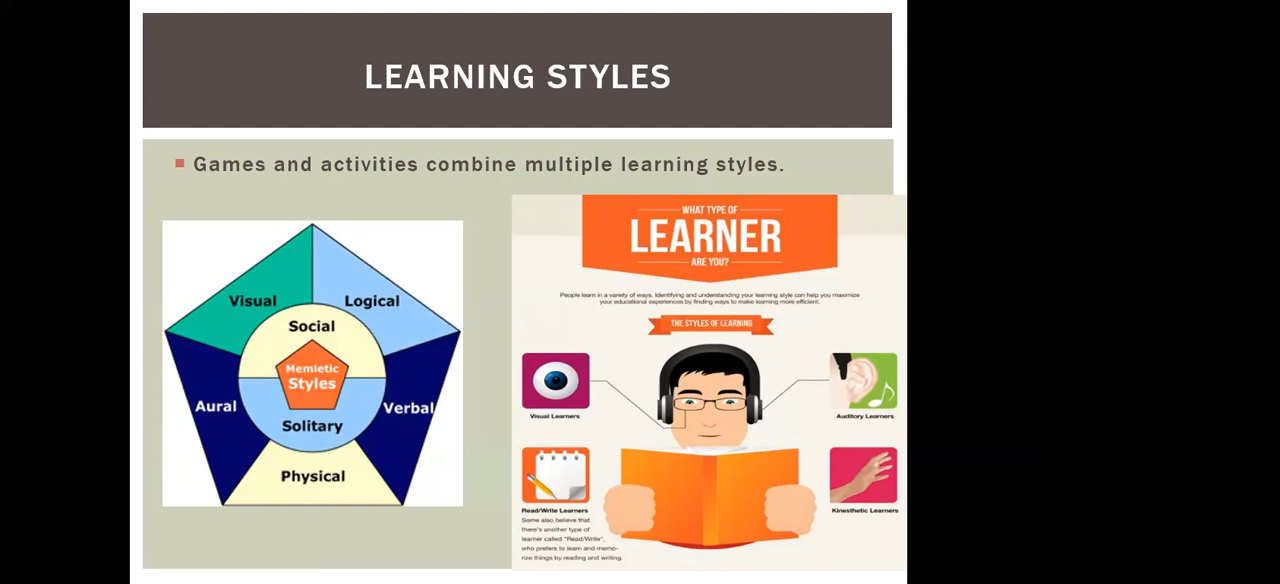 LEARNING STYLES
Games and activities combine multiple learning styles.
Visual
Logical
Social
Memletic
Styles
Aural
Verbal
Solitary
Physical
WHAT TYPE OF
LEARNER
ARE YOU?
People learn in a variety of ways. Identifying and understanding your learning style can help you maximize
your educational experiences by finding ways to make learning more efficient.
THE STYLES OF LEARNING
Visual Learners
Auditory Learners
Read/Write Learners
Some also believe that
there's another type of
learner called "Read/Write",
who prefers to learn and memo-
rize things by reading and writing.
Kinesthetic Learners